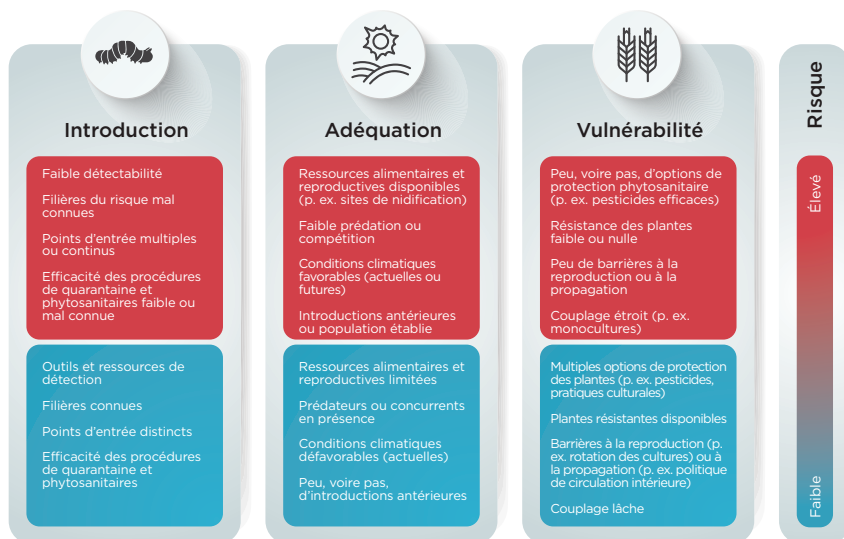 Introduction
Faible détectabilité
Filières du risque mal
connues
Points d'entrée multiples
ou continus
Efficacité des procédures
de quarantaine et
phytosanitaires faible ou
mal connue
Outils et ressources de
détection
Filières connues
Points d'entrée distincts
Efficacité des procédures
de quarantaine et
phytosanitaires
Adéquation
Ressources alimentaires et
reproductives disponibles
(p. ex. sites de nidification)
Faible prédation ou
compétition
Conditions climatiques
favorables (actuelles ou
futures)
Introductions antérieures
ou population établie
Ressources alimentaires et
reproductives limitées
Prédateurs ou concurrents
en présence
Conditions climatiques
défavorables (actuelles)
Peu, voire pas,
d'introductions antérieures
Vulnérabilité
Peu, voire pas, d'options de
protection phytosanitaire
(p. ex. pesticides efficaces)
Résistance des plantes
faible ou nulle
Peu de barrières à la
reproduction ou à la
propagation
Couplage étroit (p. ex.
monocultures)
Multiples options de protection
des plantes (p. ex. pesticides,
pratiques culturales)
Plantes résistantes disponibles
Barrières à la reproduction (p.
ex. rotation des cultures) ou à
la propagation (p. ex. politique
de circulation intérieure)
Couplage lâche
Risque
Élevé
Faible